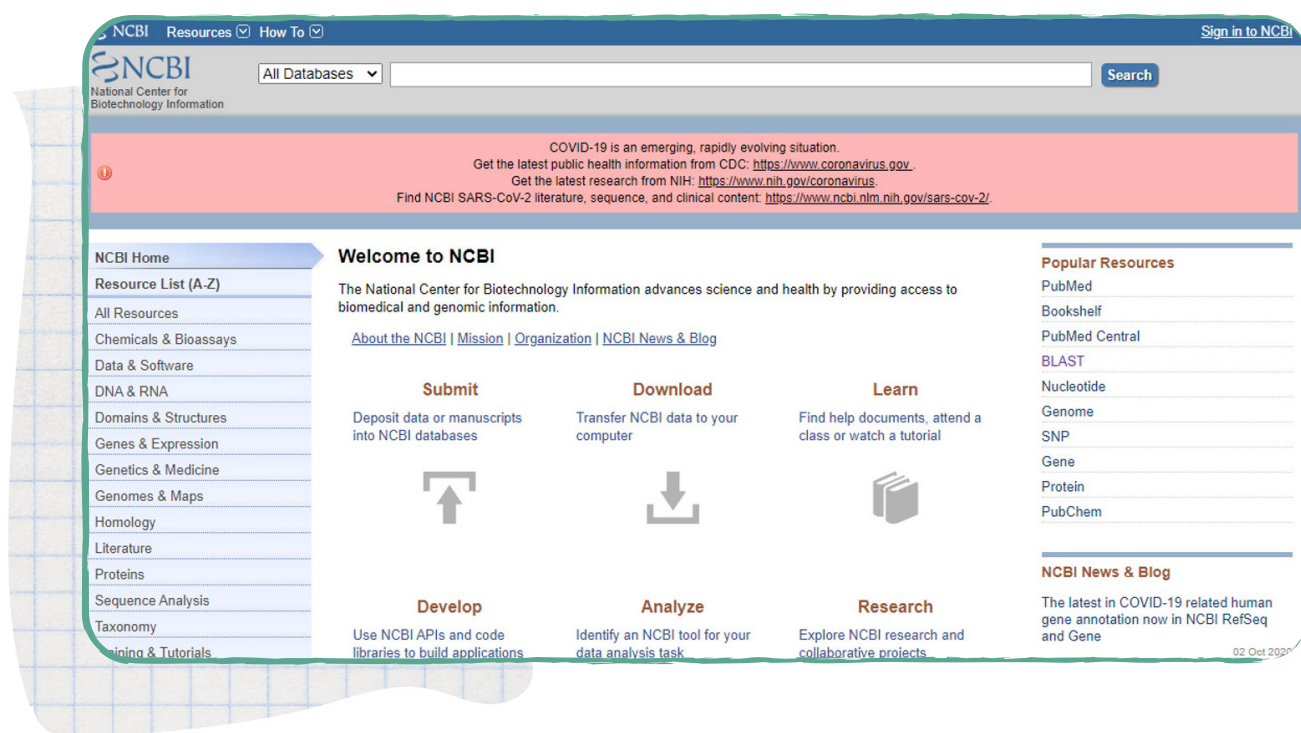 NCBI Resources How To Sign in to NCBI
NCBI
National Center for
Biotechnology Information
All Databases
Search
COVID-19 is an emerging, rapidly evolving situation.
Get the latest public health information from CDC: https://www.coronavirus.gov .
Get the latest research from NIH: https://www.nih.gov/coronavirus.
Find NCBI SARS-CoV-2 literature, sequence, and clinical content: https://www.ncbi.nlm.nih.gov/sars-cov-2/.
NCBI Home
Resource List (A-Z)
All Resources
Chemicals & Bioassays
Data & Software
DNA & RNA
Domains & Structures
Genes & Expression
Genetics & Medicine
Genomes & Maps
Homology
Literature
Proteins
Sequence Analysis
Taxonomy
Training & Tutorials
Welcome to NCBI
The National Center for Biotechnology Information advances science and health by providing access to
biomedical and genomic information.
About the NCBI | Mission | Organization | NCBI News & Blog
Submit
Deposit data or manuscripts
into NCBI databases
Download
Transfer NCBI data to your
computer
Learn
Find help documents, attend a
class or watch a tutorial
Develop
Use NCBI APIs and code
libraries to build applications
Analyze
Identify an NCBI tool for your
data analysis task
Research
Explore NCBI research and
collaborative projects
Popular Resources
PubMed
Bookshelf
PubMed Central
BLAST
Nucleotide
Genome
SNP
Gene
Protein
PubChem
NCBI News & Blog
The latest in COVID-19 related human
gene annotation now in NCBI RefSeq
and Gene
02 Oct 2020